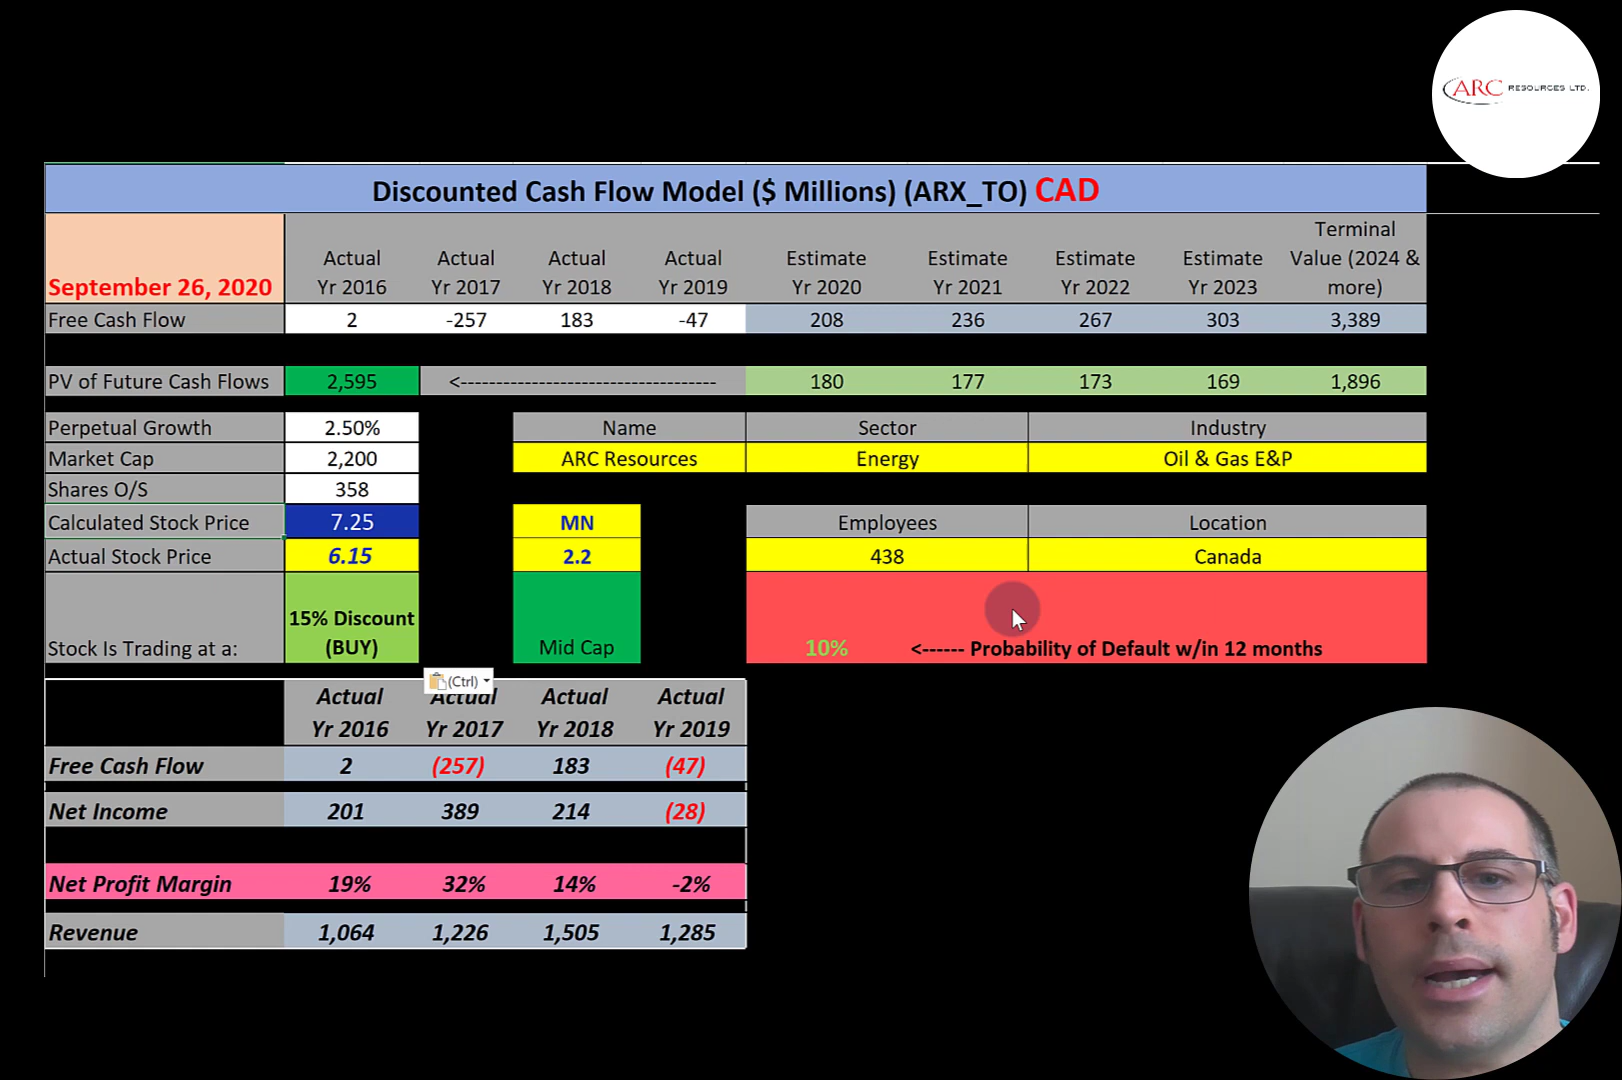 ARC RESOURCES LTD.
Discounted Cash Flow Model ($ Millions) (ARX_TO) CAD
September 26, 2020 Actual Yr 2016 Actual Yr 2017 Actual Yr 2018 Actual Yr 2019 Estimate Yr 2020 Estimate Yr 2021 Estimate Yr 2022 Estimate Yr 2023 Terminal Value (2024 & more)
Free Cash Flow 2 -257 183 -47 208 236 267 303 3,389
PV of Future Cash Flows 2,595 <------------------------------------- 180 177 173 169 1,896
Perpetual Growth 2.50% Name Sector Industry
Market Cap 2,200 ARC Resources Energy Oil & Gas E&P
Shares O/S 358
Calculated Stock Price 7.25 MN Employees Location
Actual Stock Price 6.15 2.2 438 Canada
Stock Is Trading at a: 15% Discount (BUY) Mid Cap 10% <------ Probability of Default w/in 12 months
(Ctrl)
Actual Yr 2016 Actual Yr 2017 Actual Yr 2018 Actual Yr 2019
Free Cash Flow 2 (257) 183 (47)
Net Income 201 389 214 (28)
Net Profit Margin 19% 32% 14% -2%
Revenue 1,064 1,226 1,505 1,285